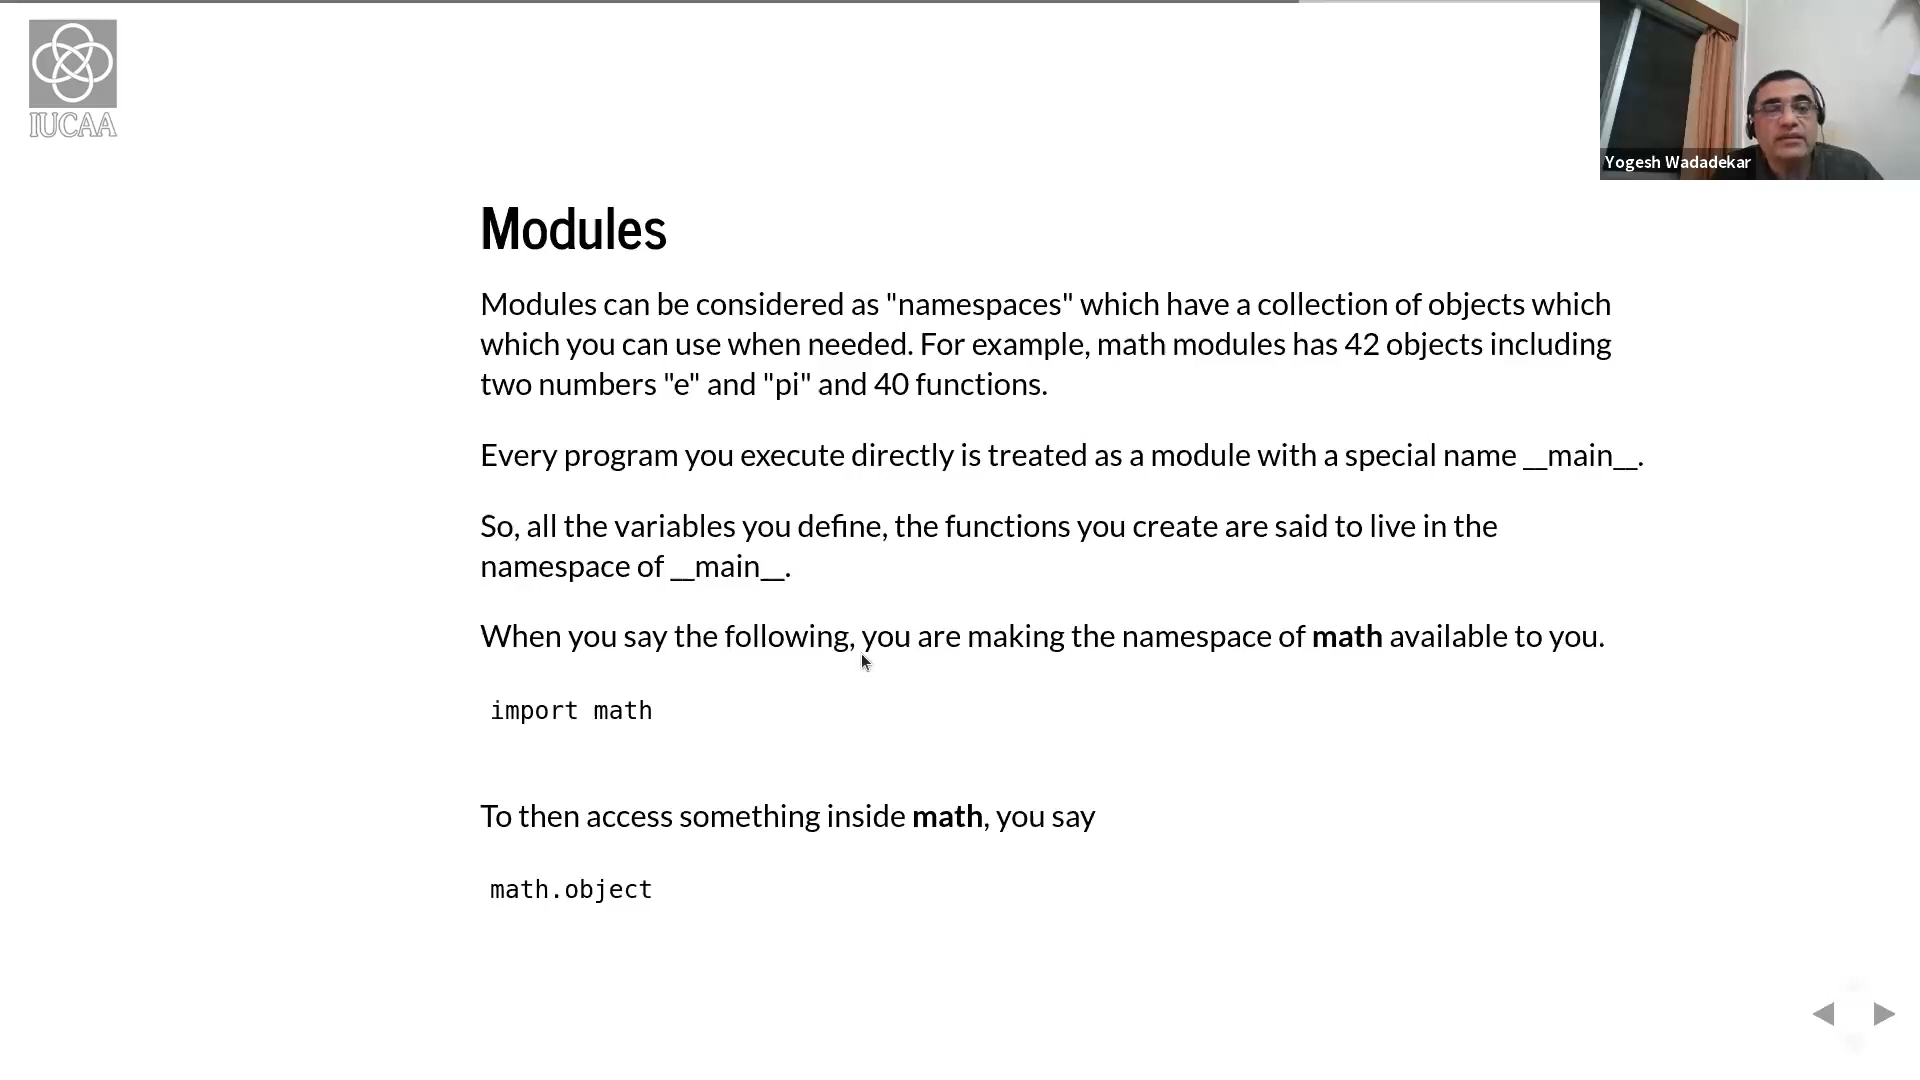 IUCAA
Yogesh Wadadekar
Modules
Modules can be considered as "namespaces" which have a collection of objects which
which you can use when needed. For example, math modules has 42 objects including
two numbers "e" and "pi" and 40 functions.
Every program you execute directly is treated as a module with a special name __main__.
So, all the variables you define, the functions you create are said to live in the
namespace of __main__.
When you say the following, you are making the namespace of math available to you.
import math
To then access something inside math, you say
math.object